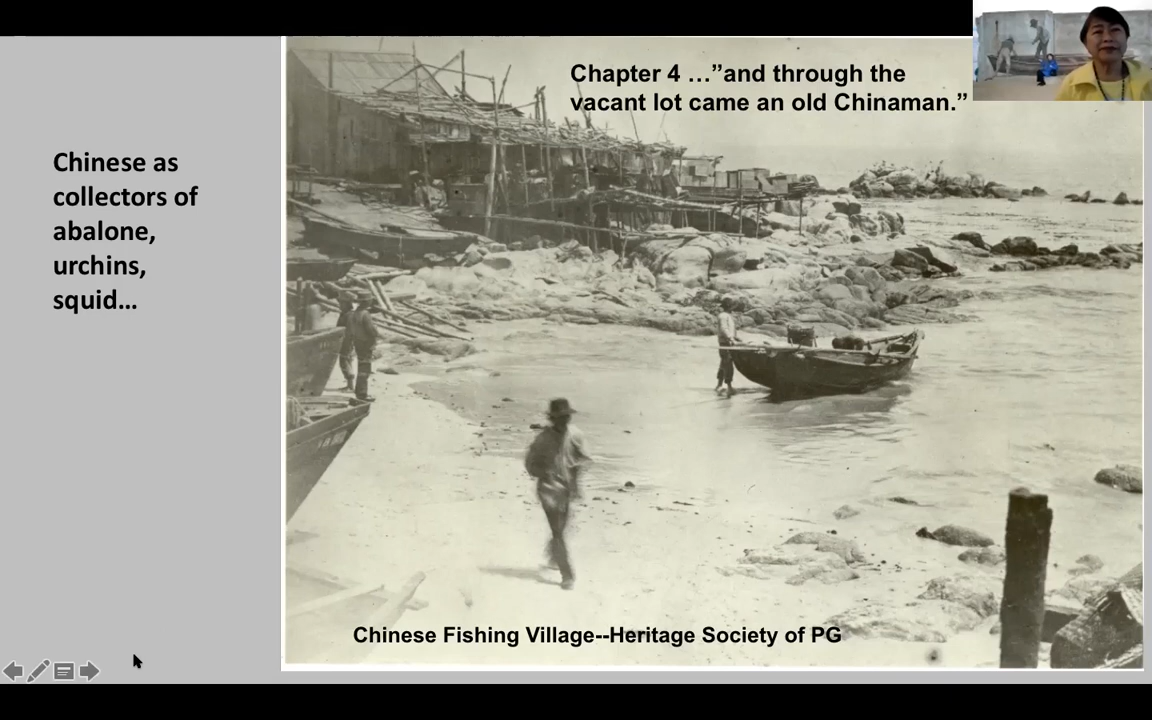 Chapter 4 …”and through the
vacant lot came an old Chinaman.”
Chinese as
collectors of
abalone,
urchins,
squid…
Chinese Fishing Village--Heritage Society of PG